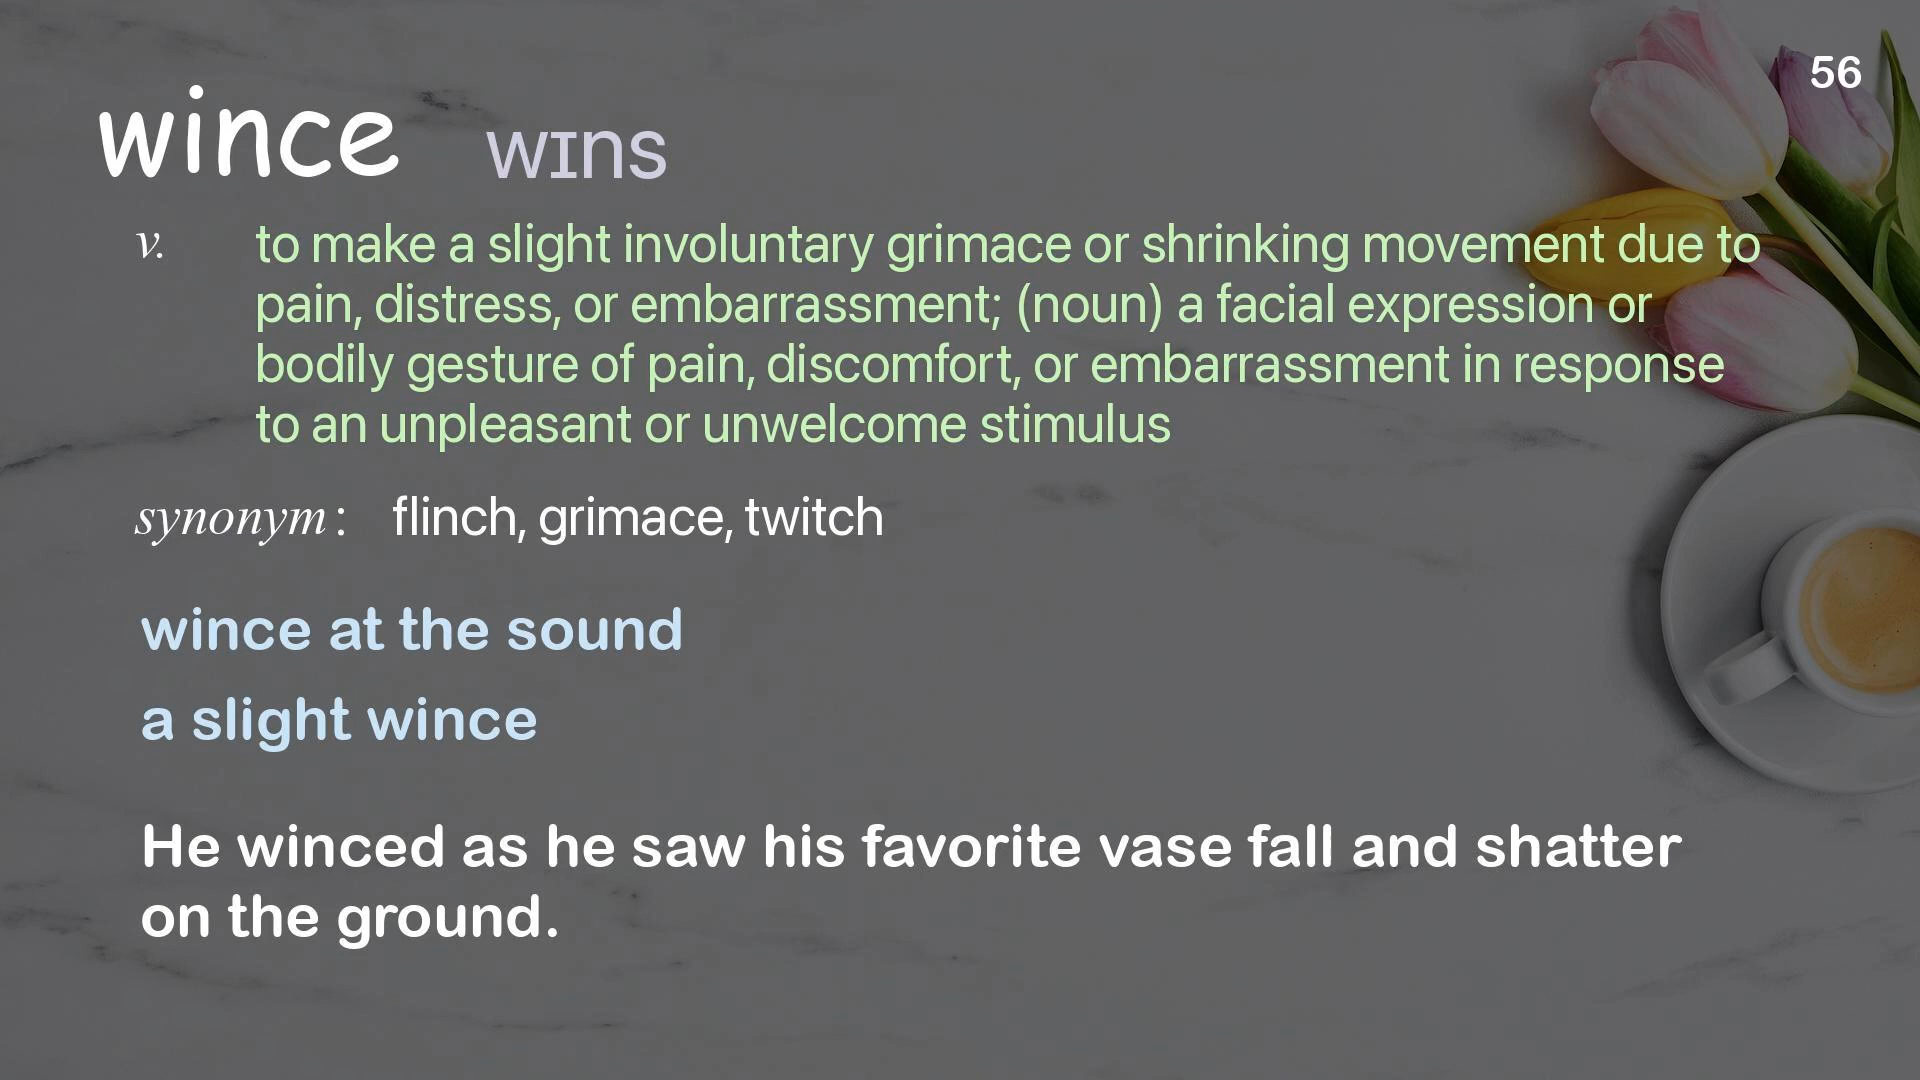 56
wince wɪns
v. to make a slight involuntary grimace or shrinking movement due to
pain, distress, or embarrassment; (noun) a facial expression or
bodily gesture of pain, discomfort, or embarrassment in response
to an unpleasant or unwelcome stimulus
synonym: flinch, grimace, twitch
wince at the sound
a slight wince
He winced as he saw his favorite vase fall and shatter
on the ground.